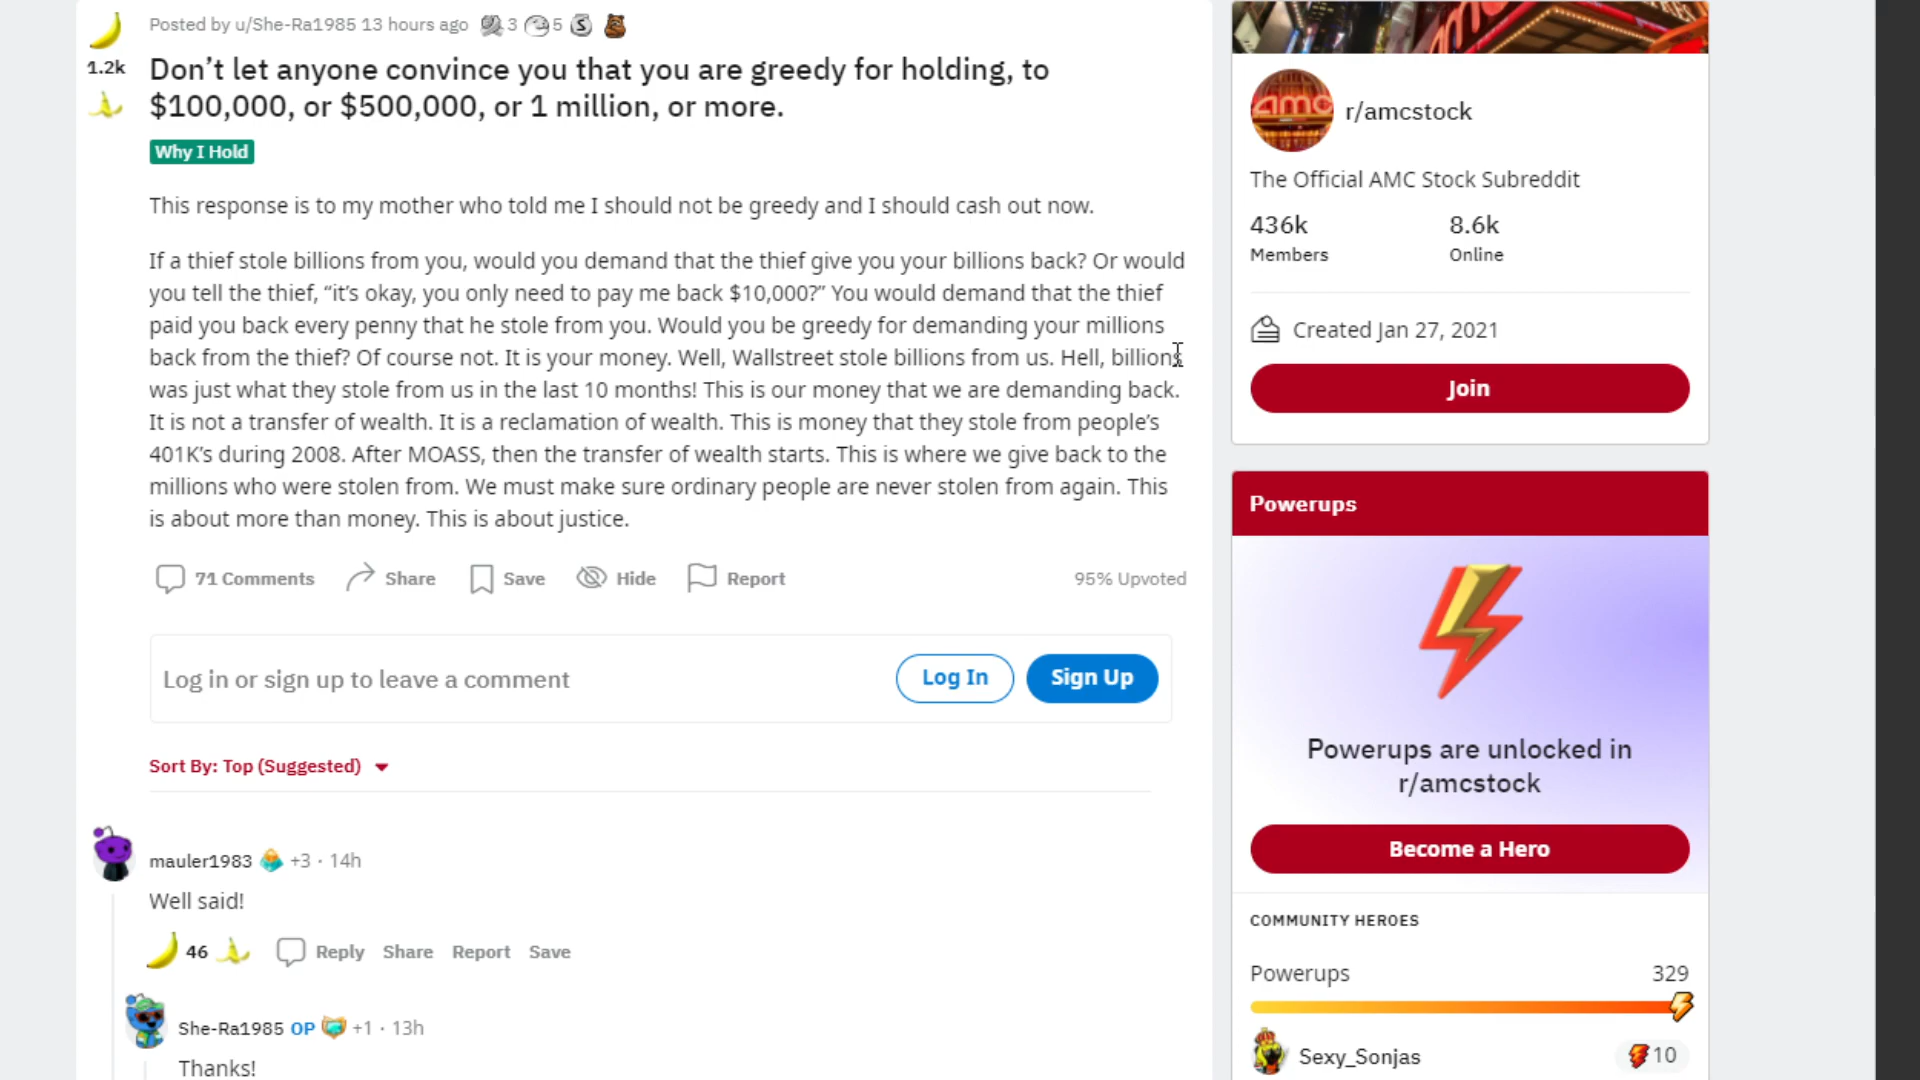 Posted by u/She-Ra1985 13 hours ago 3 5 S
1.2k
Don’t let anyone convince you that you are greedy for holding, to
$100,000, or $500,000, or 1 million, or more.
Why I Hold
This response is to my mother who told me I should not be greedy and I should cash out now.
If a thief stole billions from you, would you demand that the thief give you your billions back? Or would
you tell the thief, “it’s okay, you only need to pay me back $10,000?” You would demand that the thief
paid you back every penny that he stole from you. Would you be greedy for demanding your millions
back from the thief? Of course not. It is your money. Well, Wallstreet stole billions from us. Hell, billions
was just what they stole from us in the last 10 months! This is our money that we are demanding back.
It is not a transfer of wealth. It is a reclamation of wealth. This is money that they stole from people’s
401K’s during 2008. After MOASS, then the transfer of wealth starts. This is where we give back to the
millions who were stolen from. We must make sure ordinary people are never stolen from again. This
is about more than money. This is about justice.
71 Comments Share Save Hide Report 95% Upvoted
Log in or sign up to leave a comment Log In Sign Up
Sort By: Top (Suggested)
mauler1983 +3 · 14h
Well said!
46 Reply Share Report Save
She-Ra1985 OP +1 · 13h
Thanks!
amc
amc r/amcstock
The Official AMC Stock Subreddit
436k 8.6k
Members Online
Created Jan 27, 2021
Join
Powerups
Powerups are unlocked in
r/amcstock
Become a Hero
COMMUNITY HEROES
Powerups 329
Sexy_Sonjas 10